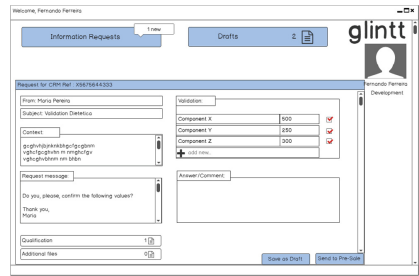 Welcome, Fernando Ferreira
Information Requests
1 new
Drafts
2
glintt
Fernando Ferreira
Development
Request for CRM Ref.: X5675644333
From: Maria Pereira
Subject: Validation Dietetico
Context:
Validation:
Component X 500
Component Y 250
Component Z 300
add new:
Request message:
Do you, please, confirm the following values?
Thank you,
Maria
Answer/Comment:
Qualification 1
Additional files 0
Save as Draft
Send to Pre-Sale